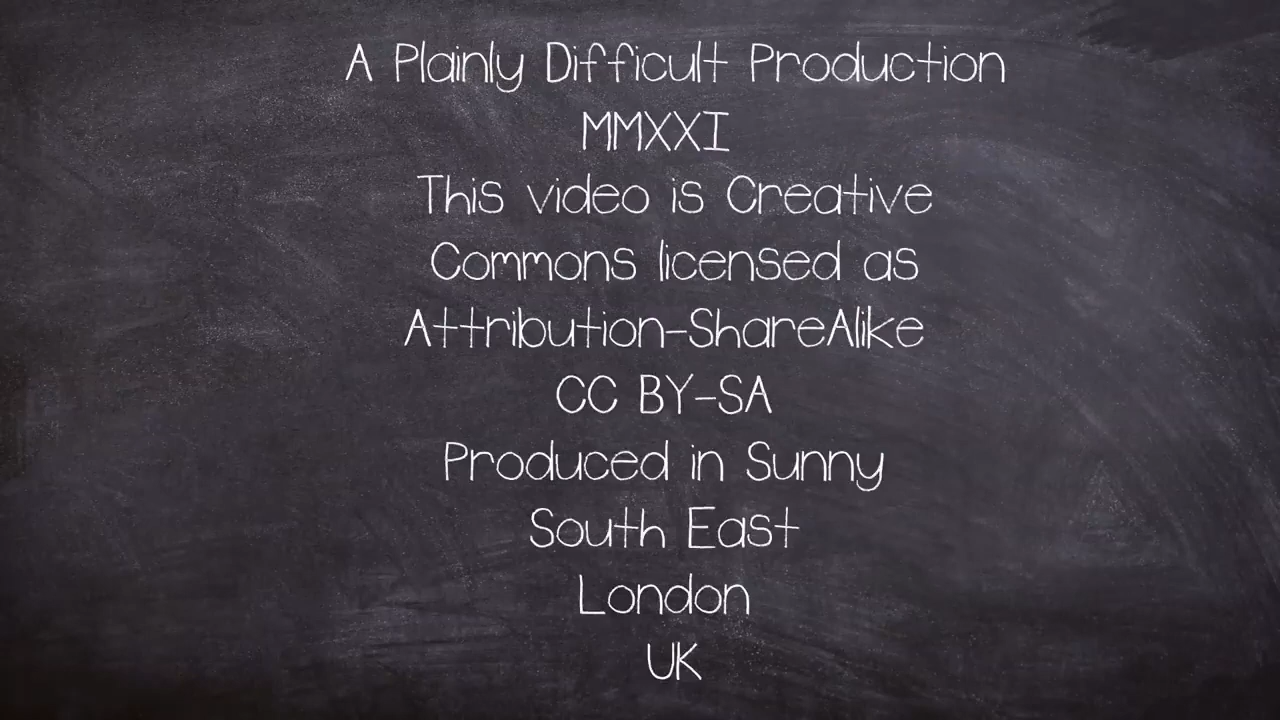 A Plainly Difficult Production
MMXXI
This video is Creative
Commons licensed as
Attribution-ShareAlike
CC BY-SA
Produced in Sunny
South East
London
UK